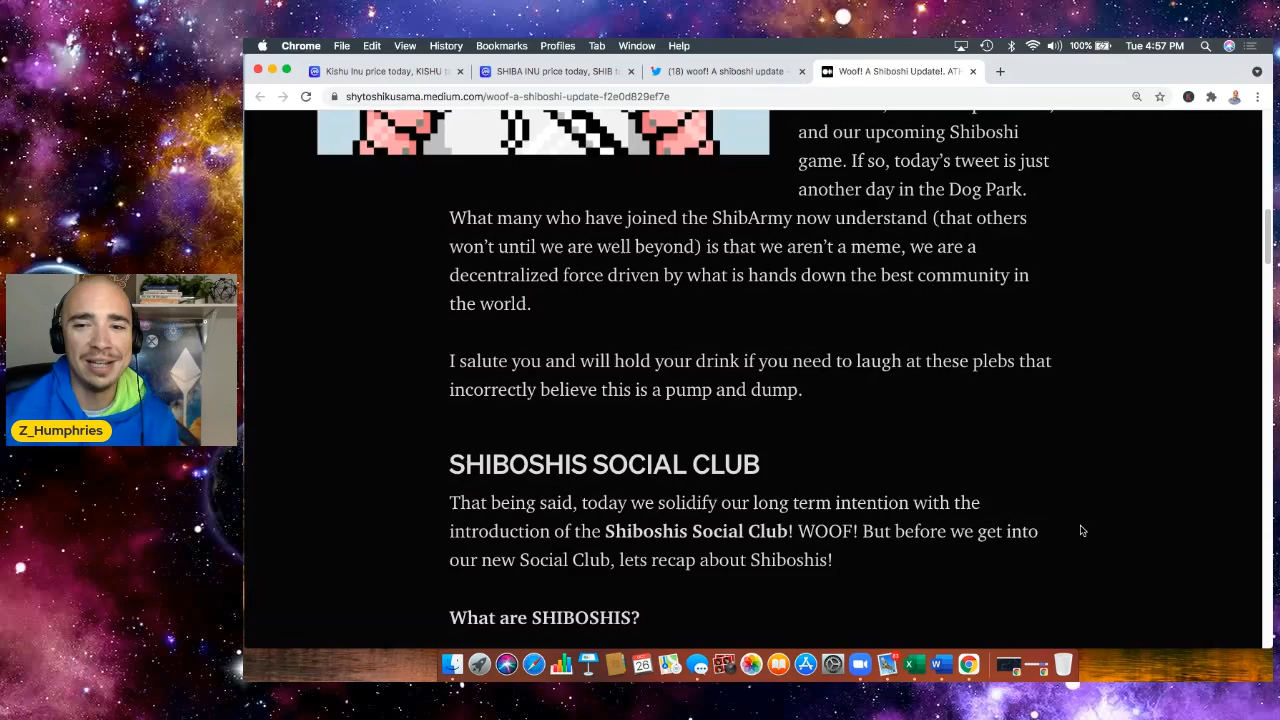 Chrome File Edit View History Bookmarks Profiles Tab Window Help 100% Tue 4:57 PM
Kishu Inu price today, KISHU t
SHIBA INU price today, SHIB to
(18) woof! A shiboshi update -
Woof! A Shiboshi Update!. ATH
shytoshikusama.medium.com/woof-a-shiboshi-update-f2e0d829ef7e
and our upcoming Shiboshi
game. If so, today’s tweet is just
another day in the Dog Park.
What many who have joined the ShibArmy now understand (that others
won’t until we are well beyond) is that we aren’t a meme, we are a
decentralized force driven by what is hands down the best community in
the world.
I salute you and will hold your drink if you need to laugh at these plebs that
incorrectly believe this is a pump and dump.
SHIBOSHIS SOCIAL CLUB
That being said, today we solidify our long term intention with the
introduction of the Shiboshis Social Club! WOOF! But before we get into
our new Social Club, lets recap about Shiboshis!
What are SHIBOSHIS?
Z_Humphries
26